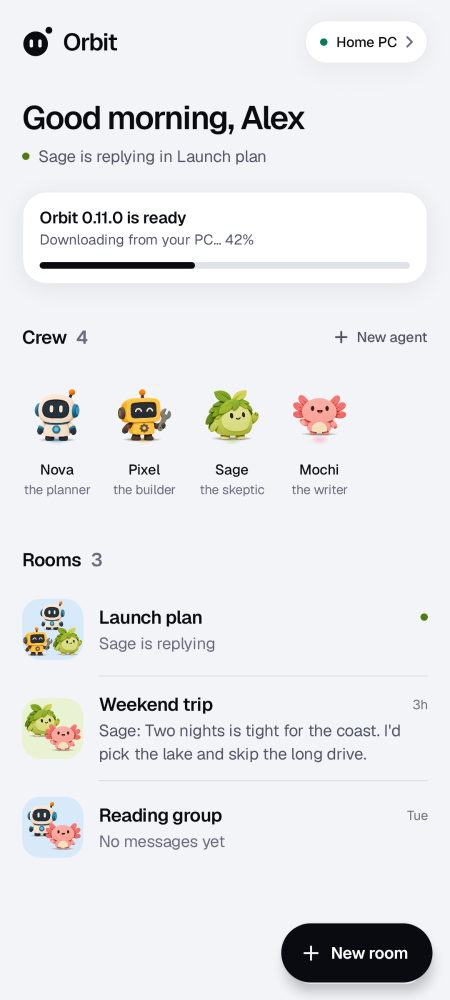 Orbit
Home PC
Good morning, Alex
Sage is replying in Launch plan
Orbit 0.11.0 is ready
Downloading from your PC... 42%
Crew 4
New agent
Nova
the planner
Pixel
the builder
Sage
the skeptic
Mochi
the writer
Rooms 3
Launch plan
Sage is replying
Weekend trip
3h
Sage: Two nights is tight for the coast. I'd
pick the lake and skip the long drive.
Reading group
Tue
No messages yet
New room